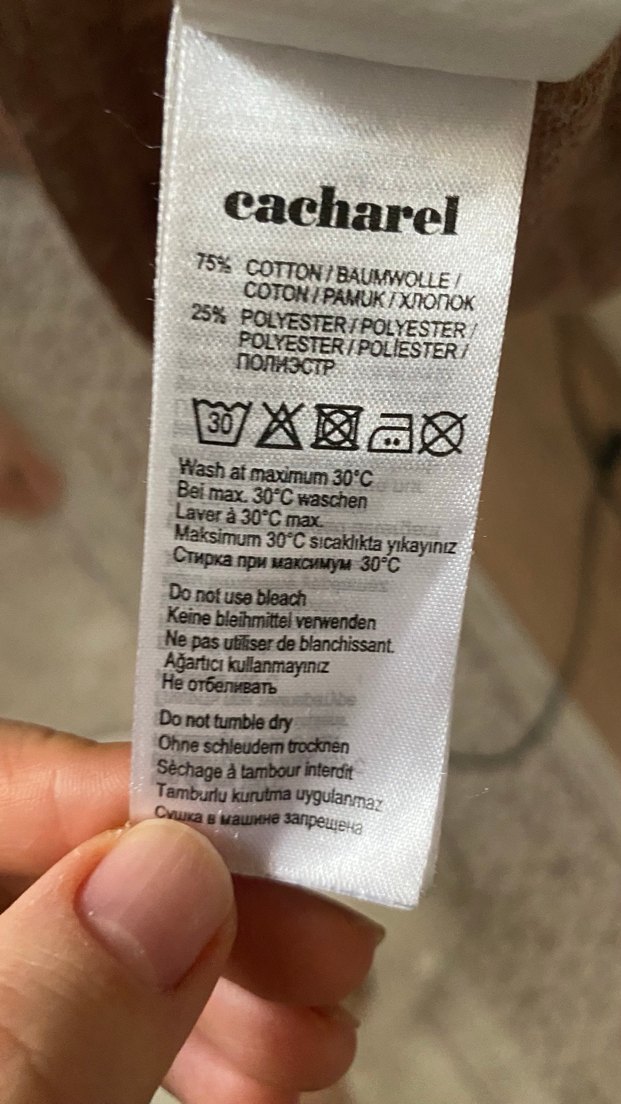 cacharel
75% COTTON / BAUMWOLLE /
COTON / PAMUK / ХЛОПОК
25% POLYESTER / POLYESTER /
POLYESTER / POLİESTER /
ПОЛИЭСТР
30
Wash at maximum 30°C
Bei max. 30°C waschen
Laver à 30°C max.
Maksimum 30°C sıcaklıkta yıkayınız
Стирка при максимум 30°C
Do not use bleach
Keine bleihmittel verwenden
Ne pas utiliser de blanchissant.
Ağartıcı kullanmayınız
Не отбеливать
Do not tumble dry
Ohne schleudern trocknen
Sèchage à tambour interdit
Tamburlu kurutma uygulanmaz
Сушка в машине запрещена